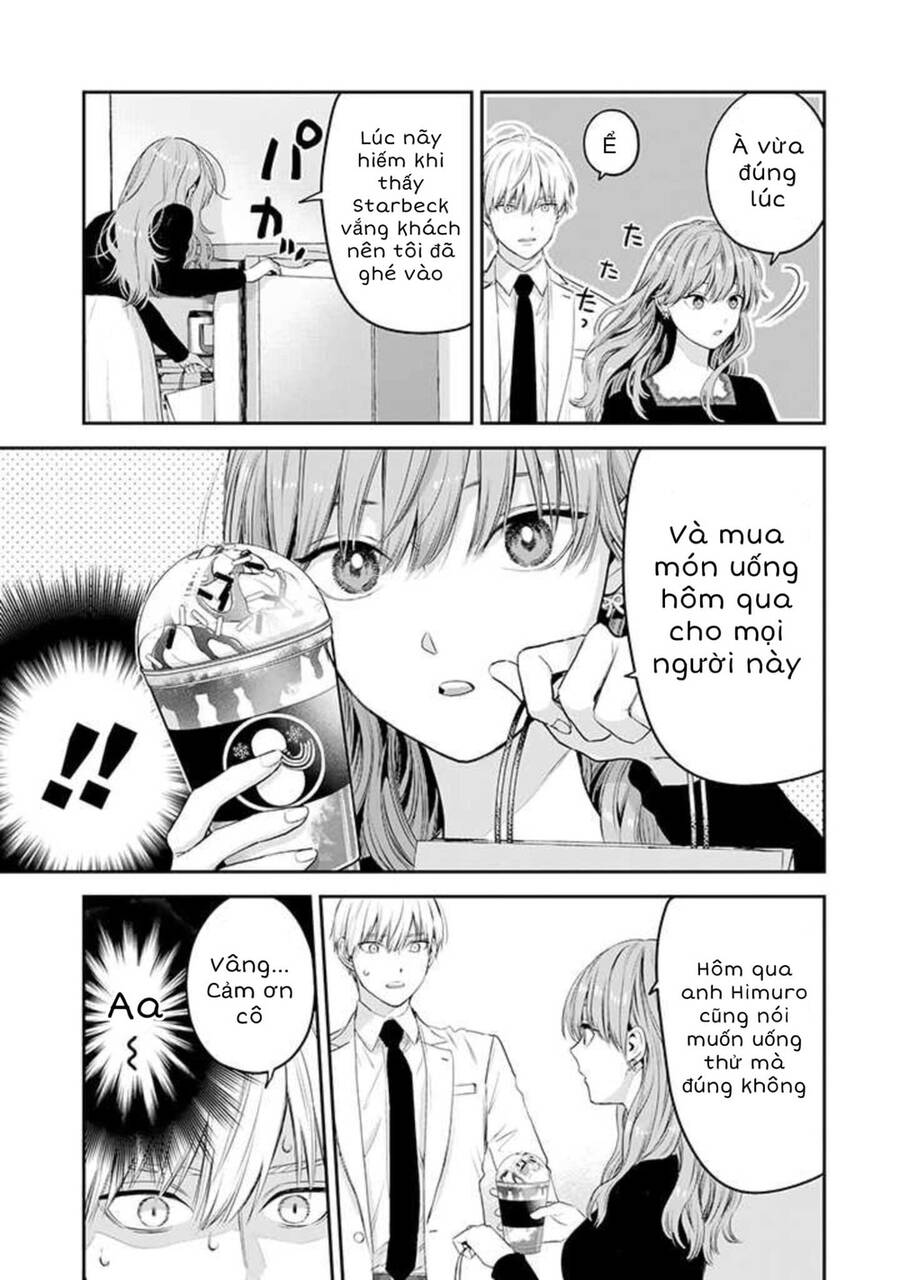 À vừa
đúng
lúc
Ể
たたたっ
Lúc nãy
hiếm khi
thấy
Starbeck
vắng khách
nên tôi đã
ghé vào
パカッ
Và mua
món uống
hôm qua
cho mọi
người này
!!
Hôm qua
anh Himuro
cũng nói
muốn uống
thử mà
đúng không
Vâng...
Cảm ơn
cô
Aa
~